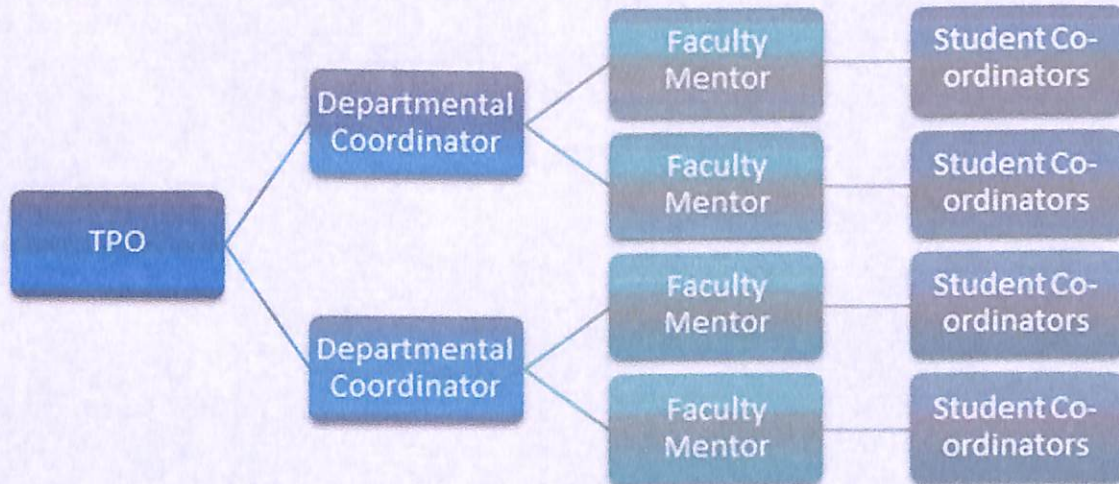 TPO
Departmental
Coordinator
Departmental
Coordinator
Faculty
Mentor
Faculty
Mentor
Faculty
Mentor
Faculty
Mentor
Student Co-
ordinators
Student Co-
ordinators
Student Co-
ordinators
Student Co-
ordinators